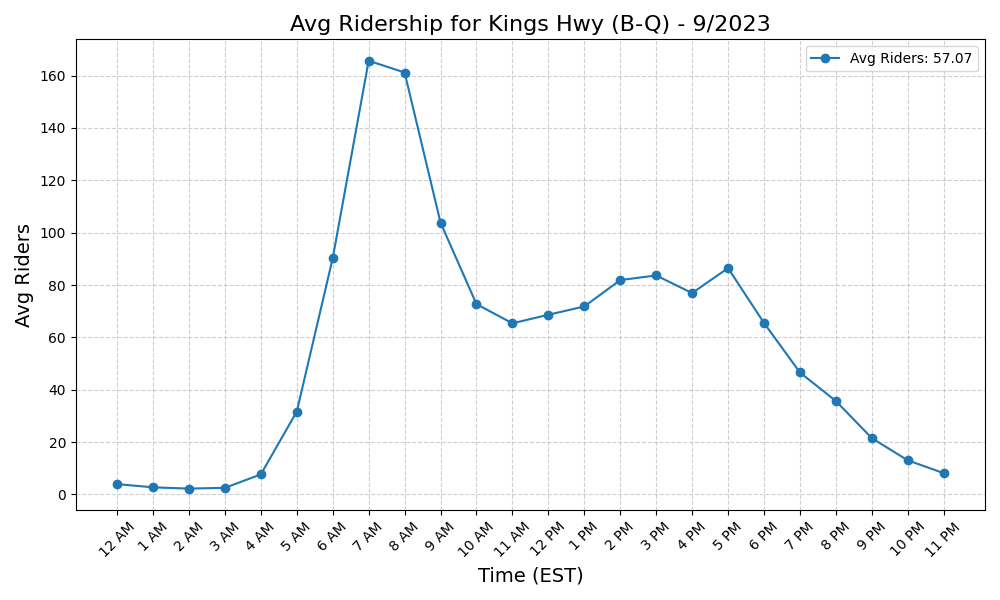 Avg Ridership for Kings Hwy (B-Q) - 9/2023
Avg Riders: 57.07
Avg Riders
160
140
120
100
80
60
40
20
0
12 AM
1 AM
2 AM
3 AM
4 AM
5 AM
6 AM
7 AM
8 AM
9 AM
10 AM
11 AM
12 PM
1 PM
2 PM
3 PM
4 PM
5 PM
6 PM
7 PM
8 PM
9 PM
10 PM
11 PM
Time (EST)